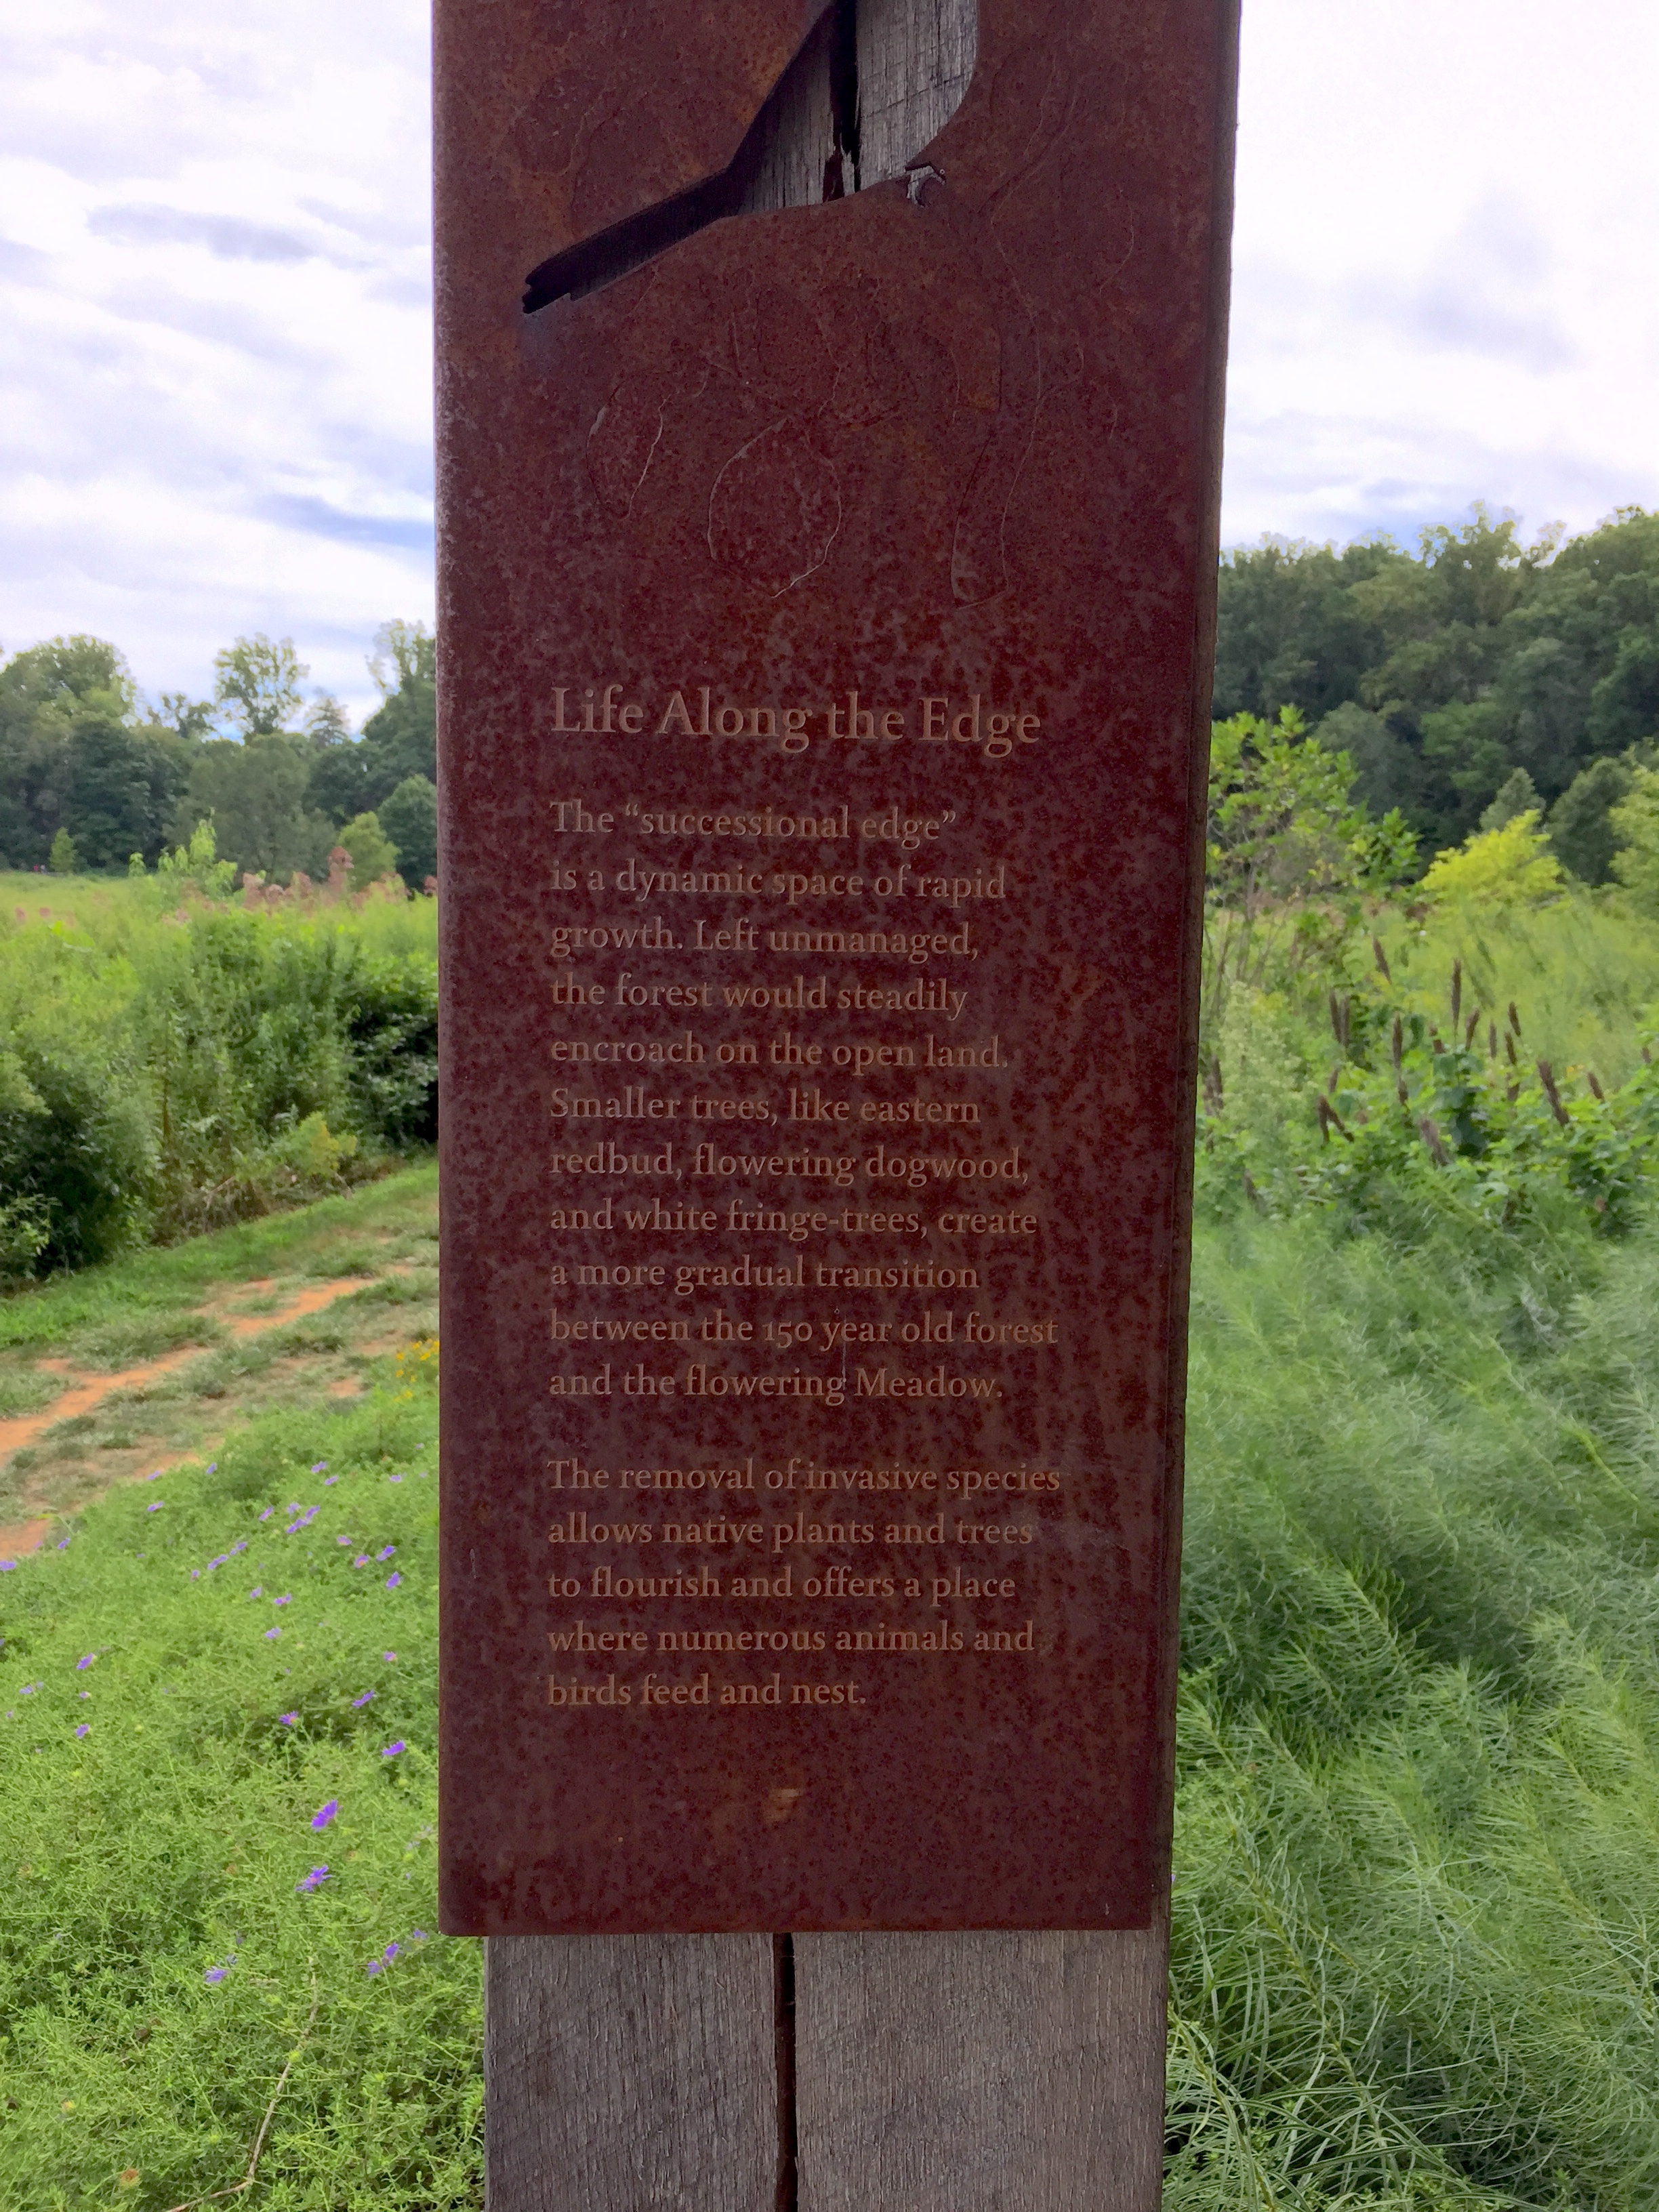 Life Along the Edge
The “successional edge”
is a dynamic space of rapid
growth. Left unmanaged,
the forest would steadily
encroach on the open land.
Smaller trees, like eastern
redbud, flowering dogwood,
and white fringe-trees, create
a more gradual transition
between the 150 year old forest
and the flowering Meadow.
The removal of invasive species
allows native plants and trees
to flourish and offers a place
where numerous animals and
birds feed and nest.